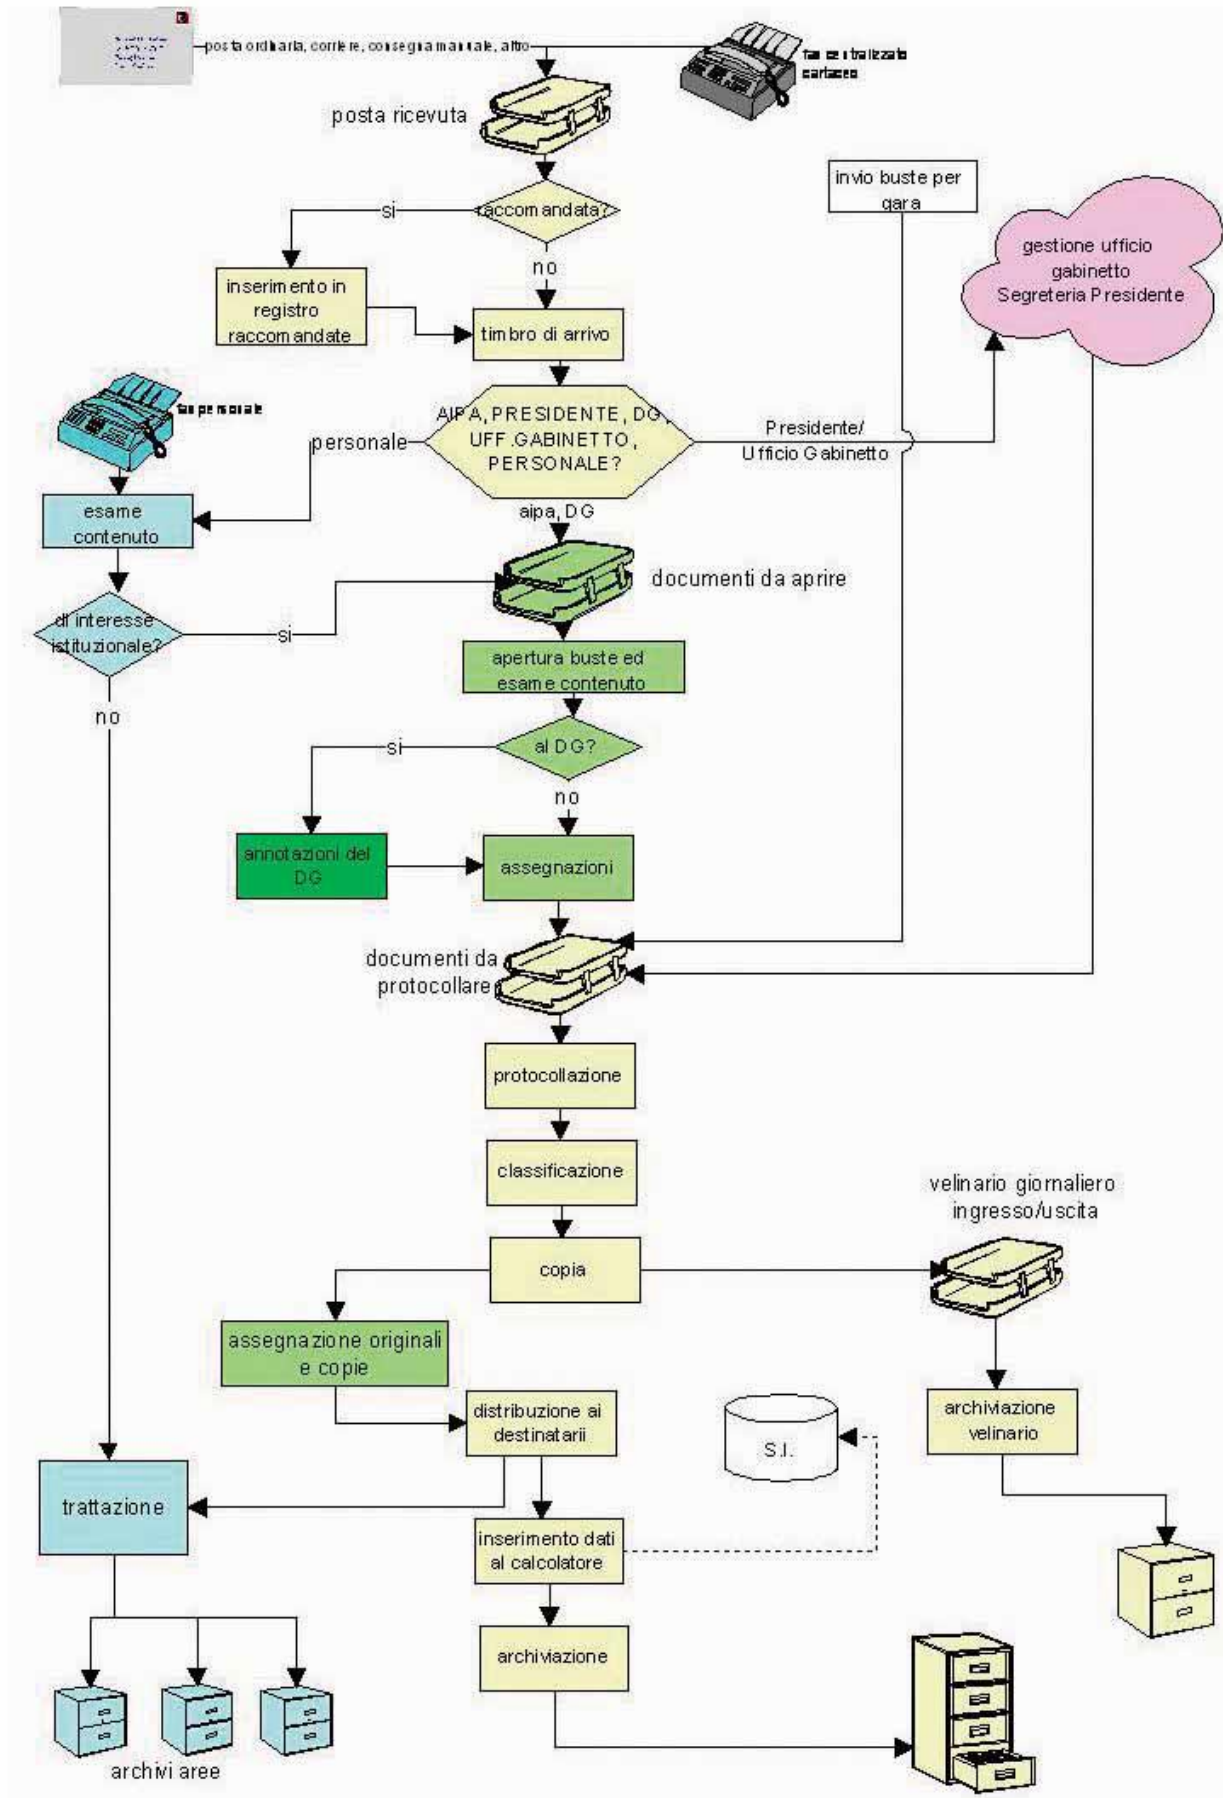 posta ordinaria, corriere, consegna manuale, altro
fax centralizzato
cartaceo
posta ricevuta
invio buste per
gara
raccomandata?
si
no
gestione ufficio
gabinetto
Segreteria Presidente
inserimento in
registro
raccomandate
timbro di arrivo
fax personale
AIPA, PRESIDENTE, DG,
UFF.GABINETTO,
PERSONALE?
personale
Presidente/
Ufficio Gabinetto
aipa, DG
esame
contenuto
documenti da aprire
di interesse
istituzionale?
si
no
apertura buste ed
esame contenuto
al DG?
si
no
annotazioni del
DG
assegnazioni
documenti da
protocollare
protocollazione
classificazione
velinario giornaliero
ingresso/uscita
copia
assegnazione originali
e copie
distribuzione ai
destinatarii
archiviazione
velinario
S.I.
trattazione
inserimento dati
al calcolatore
archiviazione
archivi aree